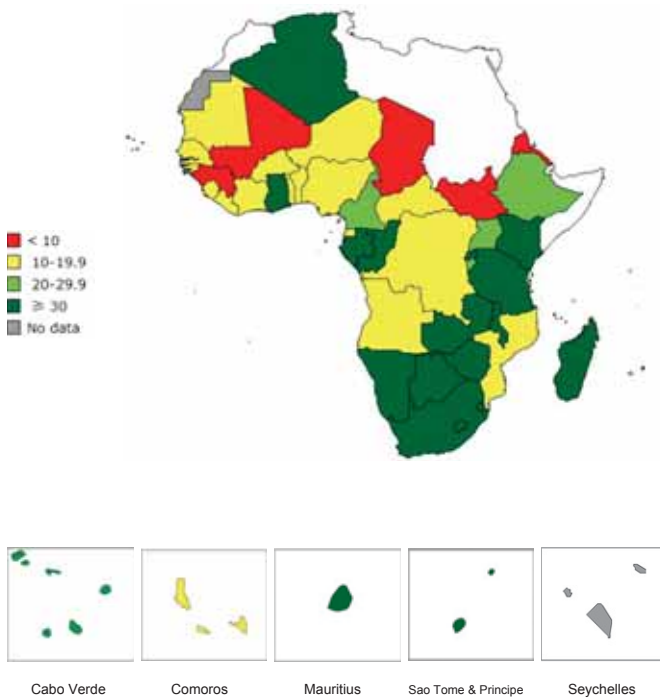 < 10
10-19.9
20-29.9
≥ 30
No data
Cabo Verde
Comoros
Mauritius
Sao Tome & Principe
Seychelles